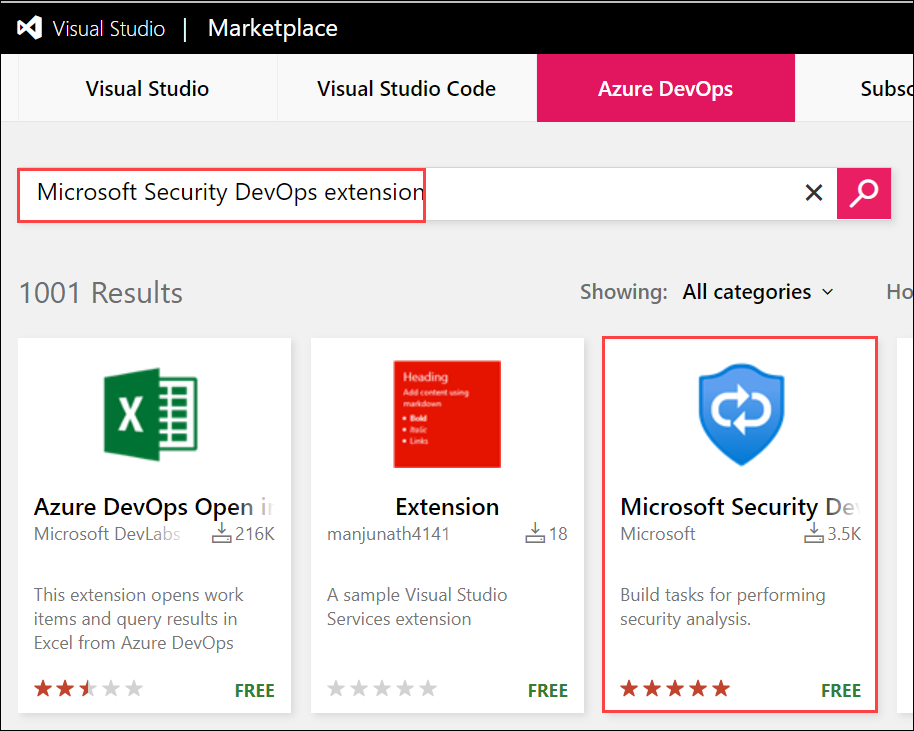 Visual Studio | Marketplace
Visual Studio
Visual Studio Code
Azure DevOps
Subsc
Microsoft Security DevOps extension
1001 Results
Showing: All categories
Ho
X
Azure DevOps Open in
Microsoft DevLabs 216K
This extension opens work
items and query results in
Excel from Azure DevOps
FREE
Heading
Add content using
markdown
• Bold
• Italic
• Links
Extension
manjunath4141 18
A sample Visual Studio
Services extension
FREE
Microsoft Security Dev
Microsoft 3.5K
Build tasks for performing
security analysis.
FREE